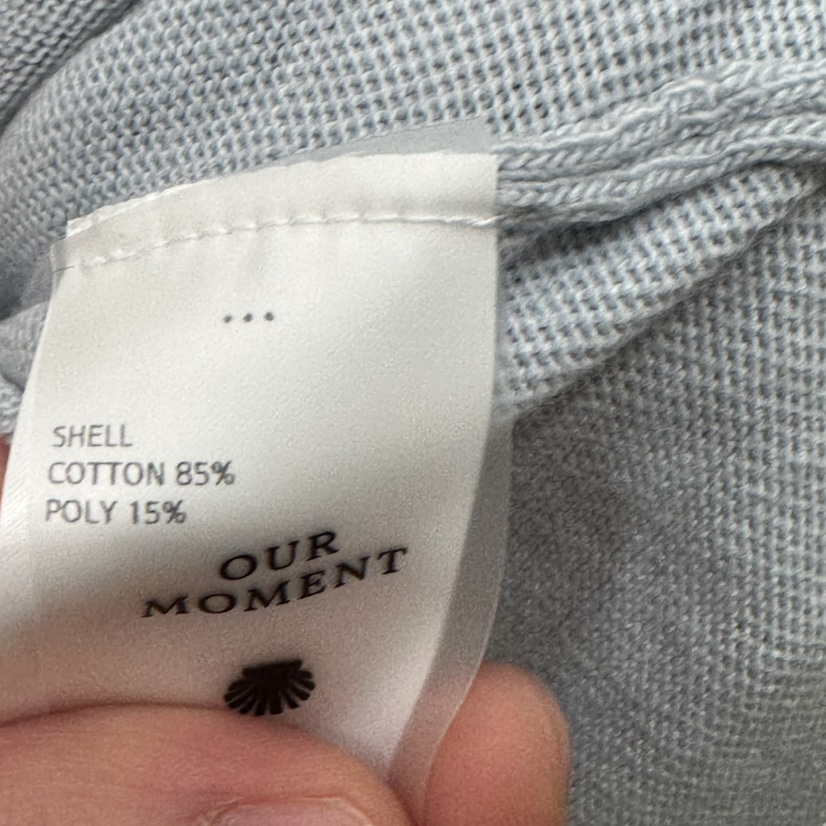 ...
SHELL
COTTON 85%
POLY 15%
OUR
MOMENT